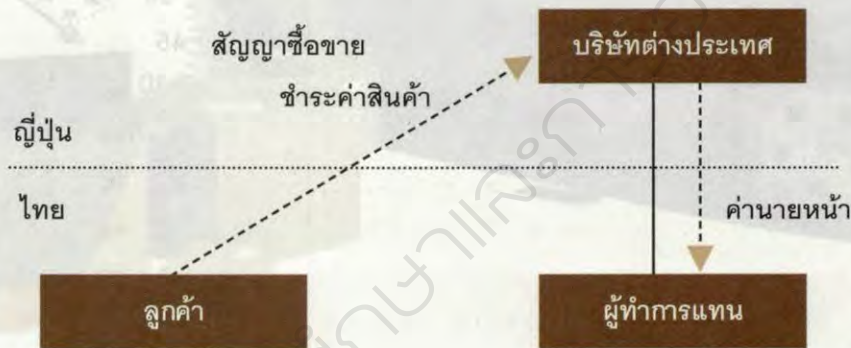 สัญญาซื้อขาย
บริษัทต่างประเทศ
ชำระค่าสินค้า
ญี่ปุ่น
ไทย
ค่านายหน้า
ลูกค้า
ผู้ทำการแทน